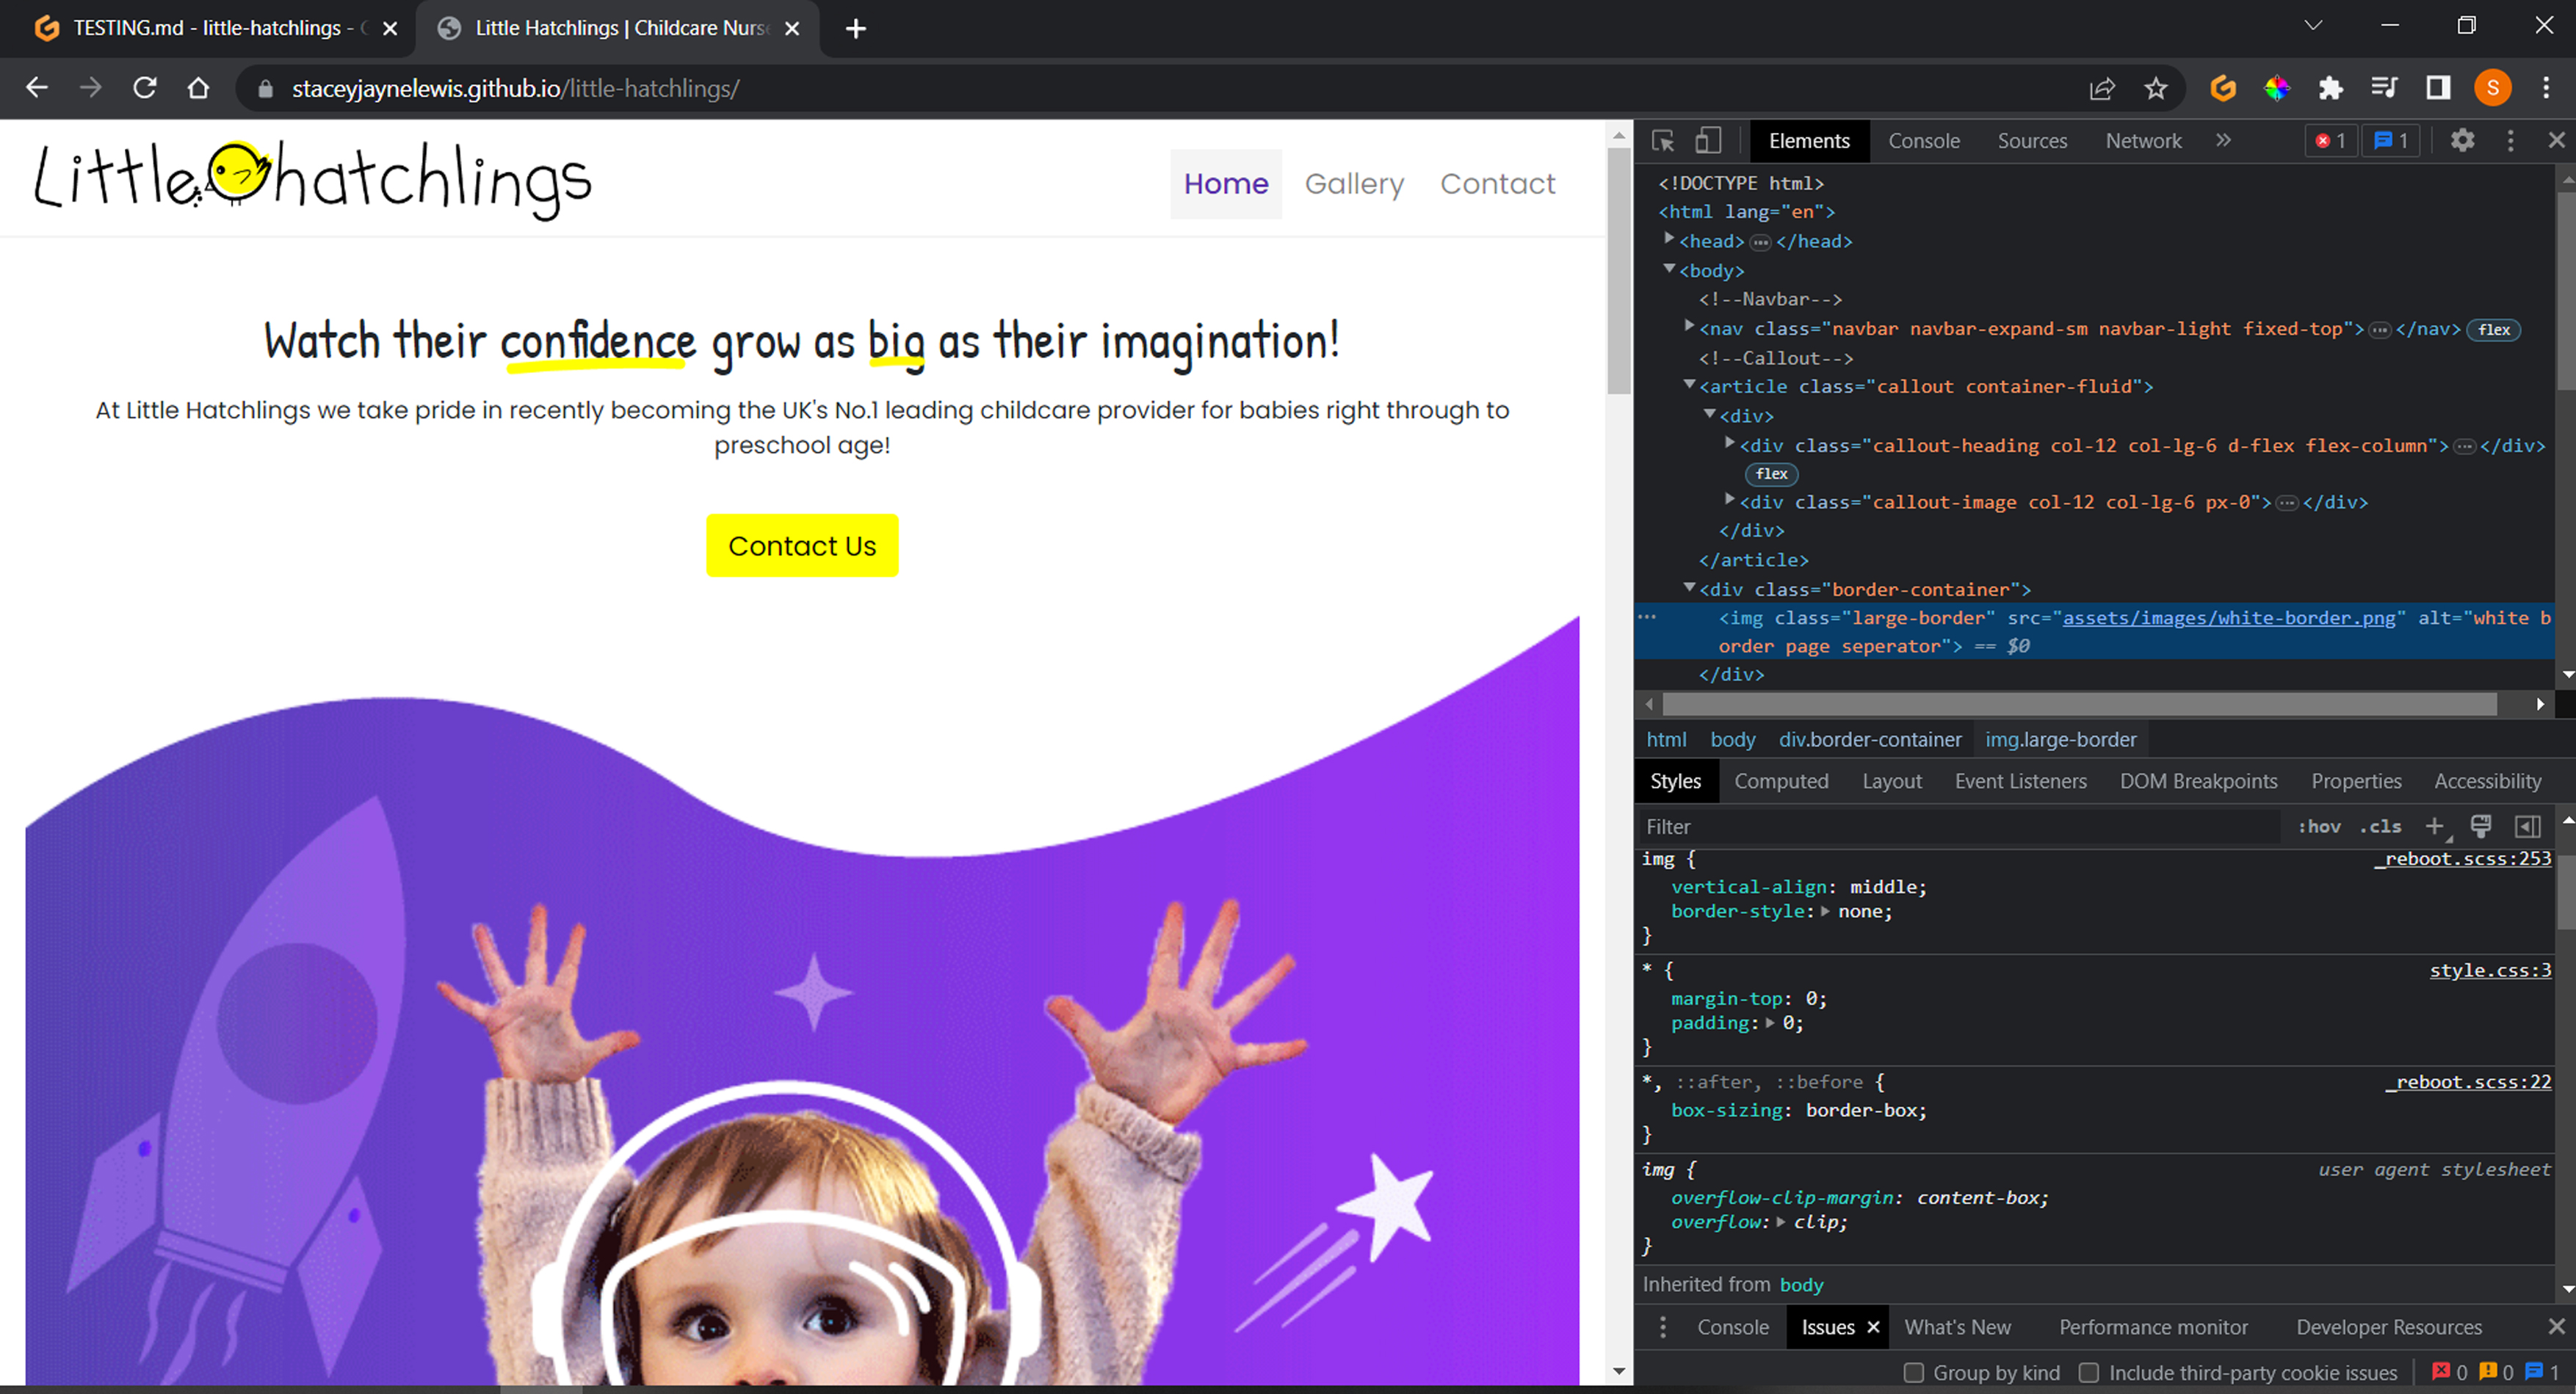 TESTING.md - little-hatchlings -
Little Hatchlings | Childcare Nurs
staceyjaynelewis.github.io/little-hatchlings/
S
Little hatchlings
Home Gallery Contact
Watch their confidence grow as big as their imagination!
At Little Hatchlings we take pride in recently becoming the UK's No.1 leading childcare provider for babies right through to
preschool age!
Contact Us
Elements Console Sources Network » 1 1
<!DOCTYPE html>
<html lang="en">
<head> ⋯ </head>
<body>
<!--Navbar-->
<nav class="navbar navbar-expand-sm navbar-light fixed-top"> ⋯ </nav> flex
<!--Callout-->
<article class="callout container-fluid">
<div>
<div class="callout-heading col-12 col-lg-6 d-flex flex-column"> ⋯ </div>
flex
<div class="callout-image col-12 col-lg-6 px-0"> ⋯ </div>
</div>
</article>
<div class="border-container">
<img class="large-border" src="assets/images/white-border.png" alt="white b
order page seperator"> == $0
</div>
html body div.border-container img.large-border
Styles Computed Layout Event Listeners DOM Breakpoints Properties Accessibility
Filter :hov .cls
img { _reboot.scss:253
vertical-align: middle;
border-style: none;
}
* { style.css:3
margin-top: 0;
padding: 0;
}
*, ::after, ::before { _reboot.scss:22
box-sizing: border-box;
}
img { user agent stylesheet
overflow-clip-margin: content-box;
overflow: clip;
}
Inherited from body
Console Issues What's New Performance monitor Developer Resources
Group by kind Include third-party cookie issues 0 0 1